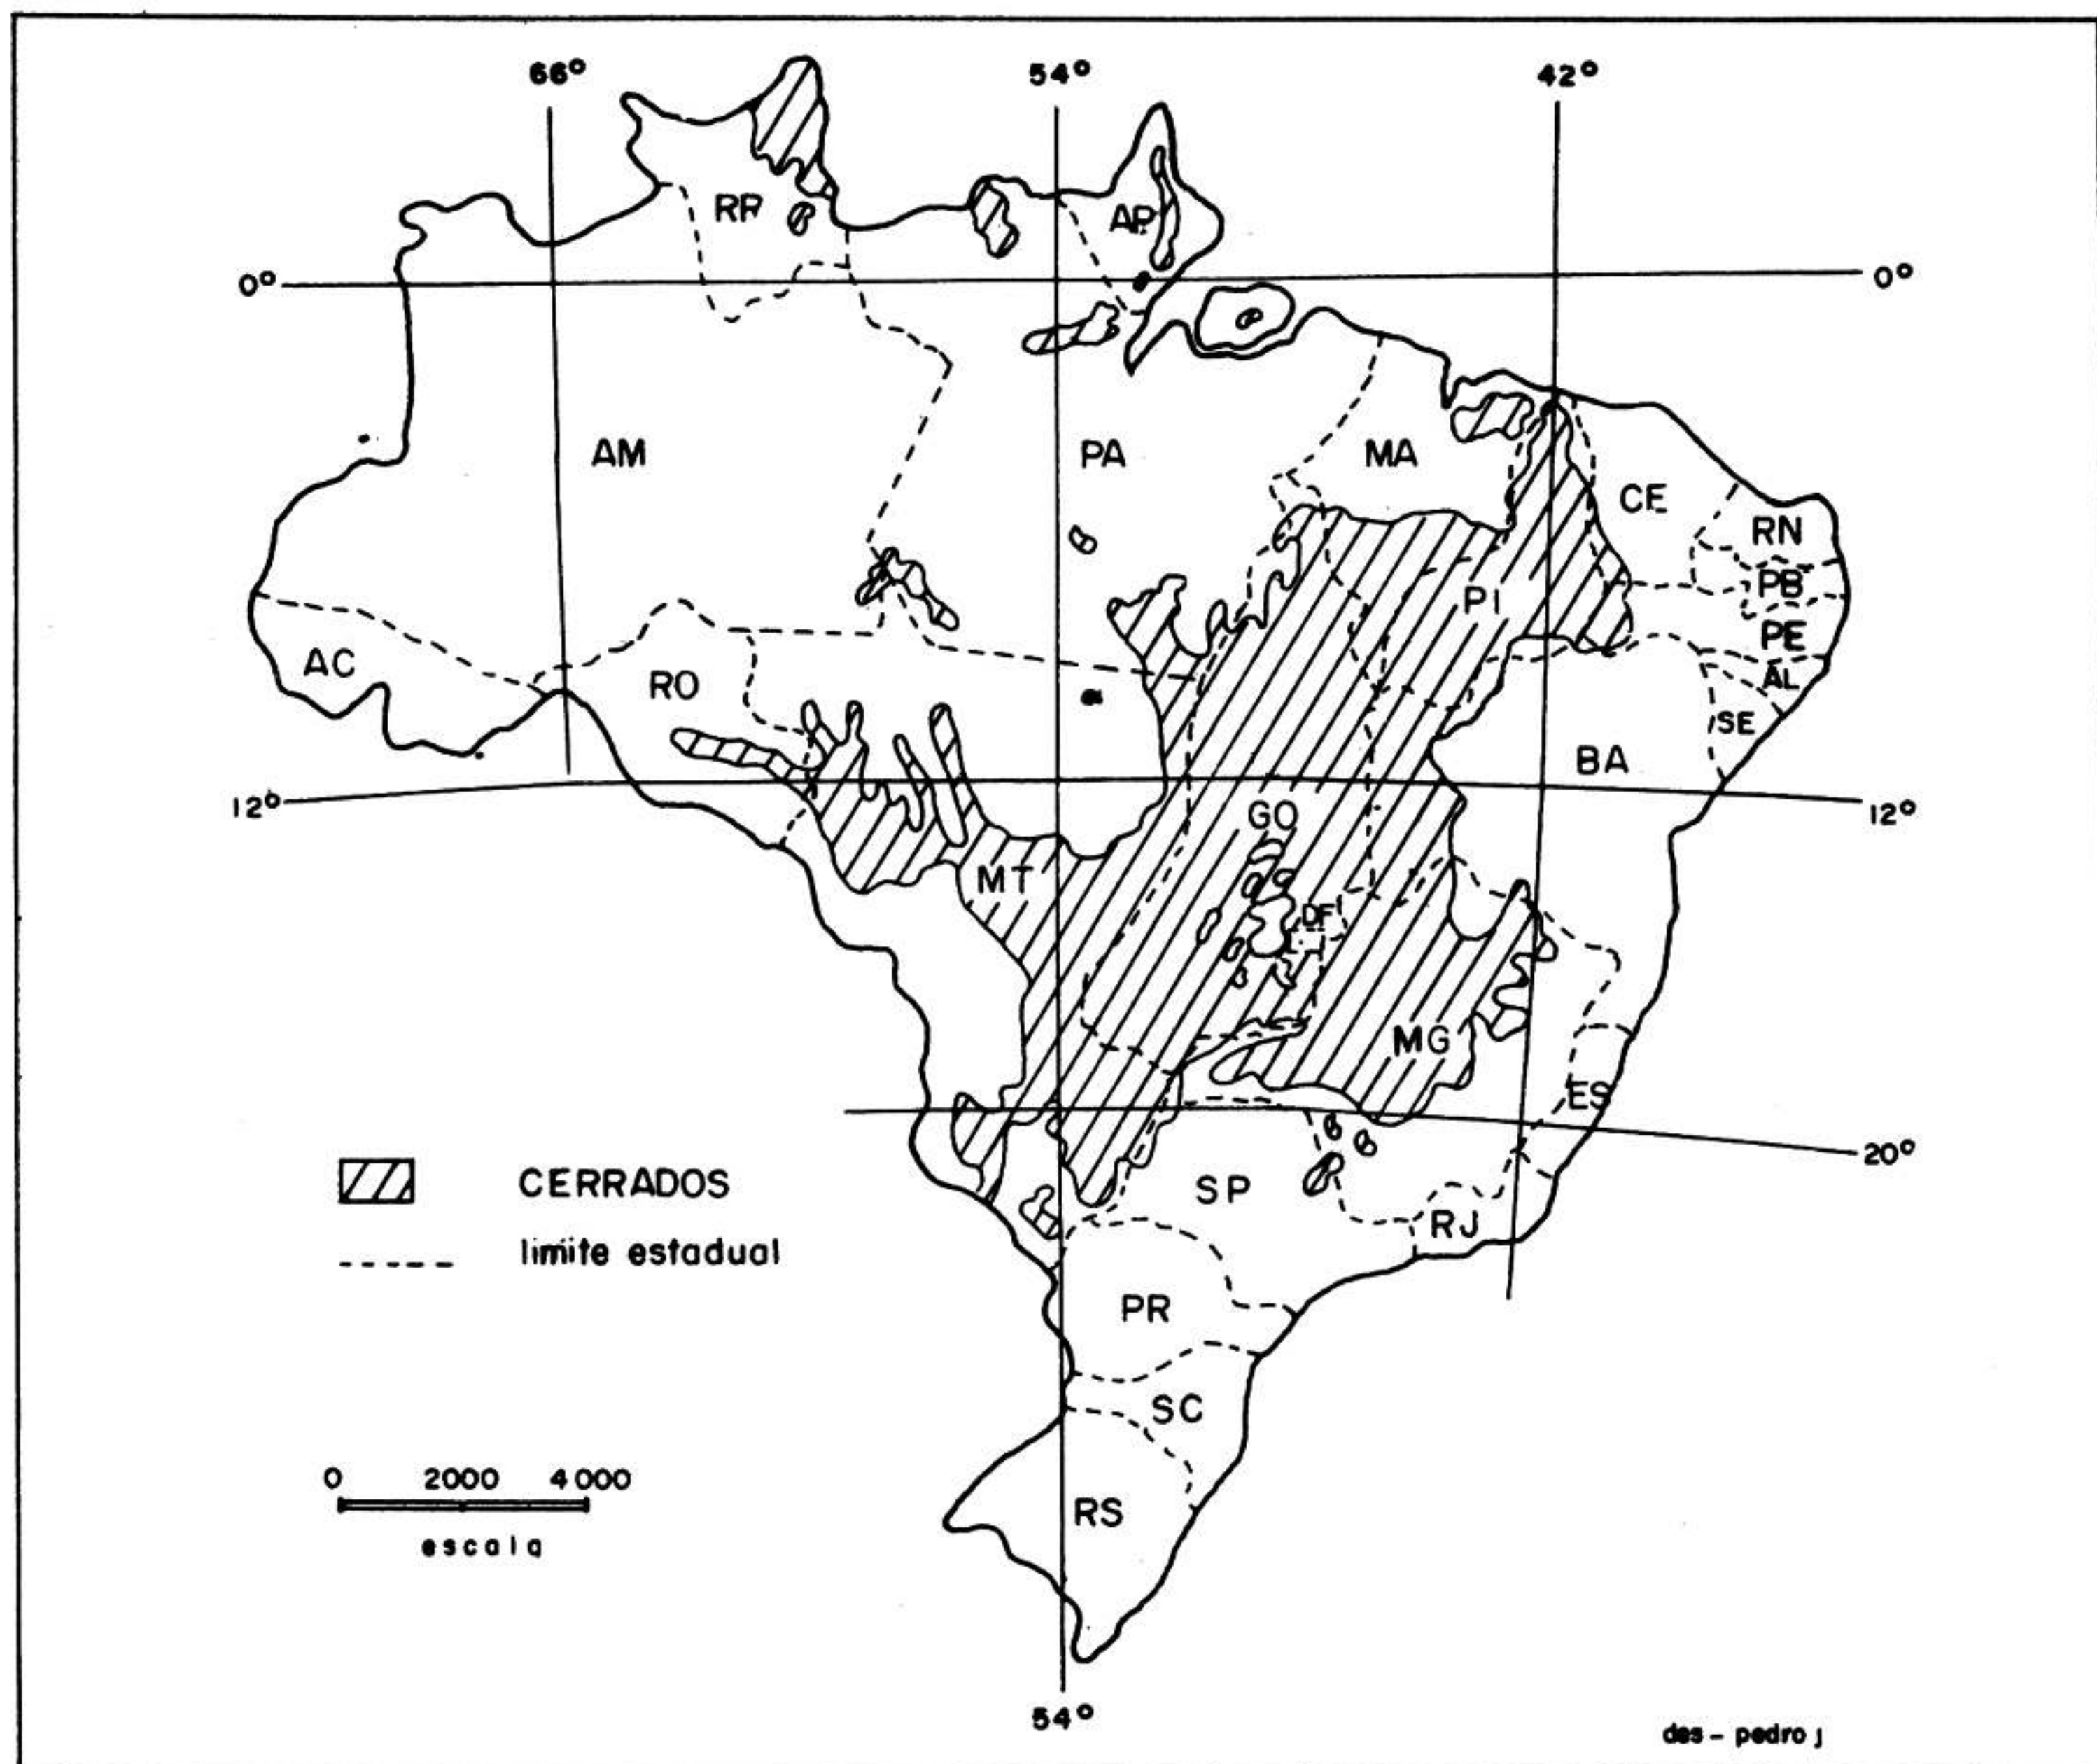 66° 54° 42°
RR AP
0° 0°
AM PA MA CE
RN
PI PB
PE
AC RO AL
SE
BA
12° GO 12°
MT
DF
MG
ES
20°
CERRADOS SP
RJ
limite estadual
PR
SC
0 2000 4000
RS
escala
54°
des - pedro j